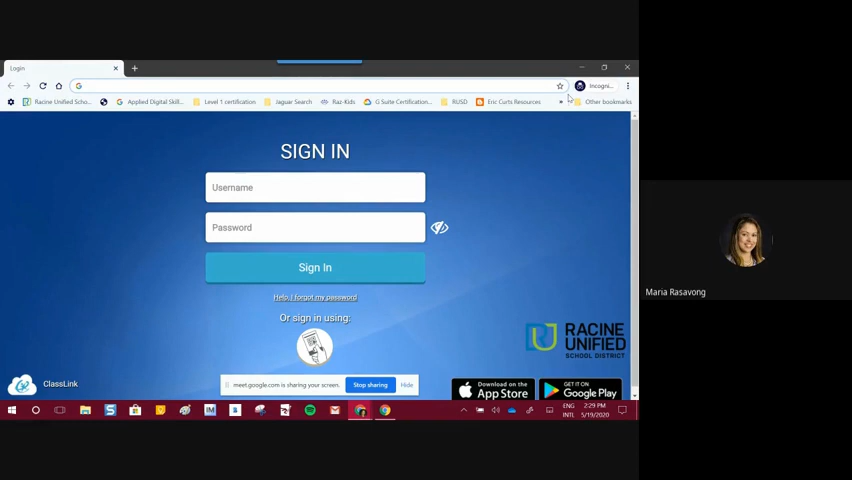 Login
Incogni...
Racine Unified Scho...
Applied Digital Skill...
Level 1 certification
Jaguar Search
Raz-Kids
G Suite Certification...
RUSD
Eric Curts Resources
»
Other bookmarks
SIGN IN
Username
Password
Sign In
Help, I forgot my password
Or sign in using:
RACINE
UNIFIED
SCHOOL DISTRICT
ClassLink
meet.google.com is sharing your screen.
Stop sharing
Hide
Download on the
App Store
GET IT ON
Google Play
ENG
INTL
2:29 PM
5/19/2020
Maria Rasavong